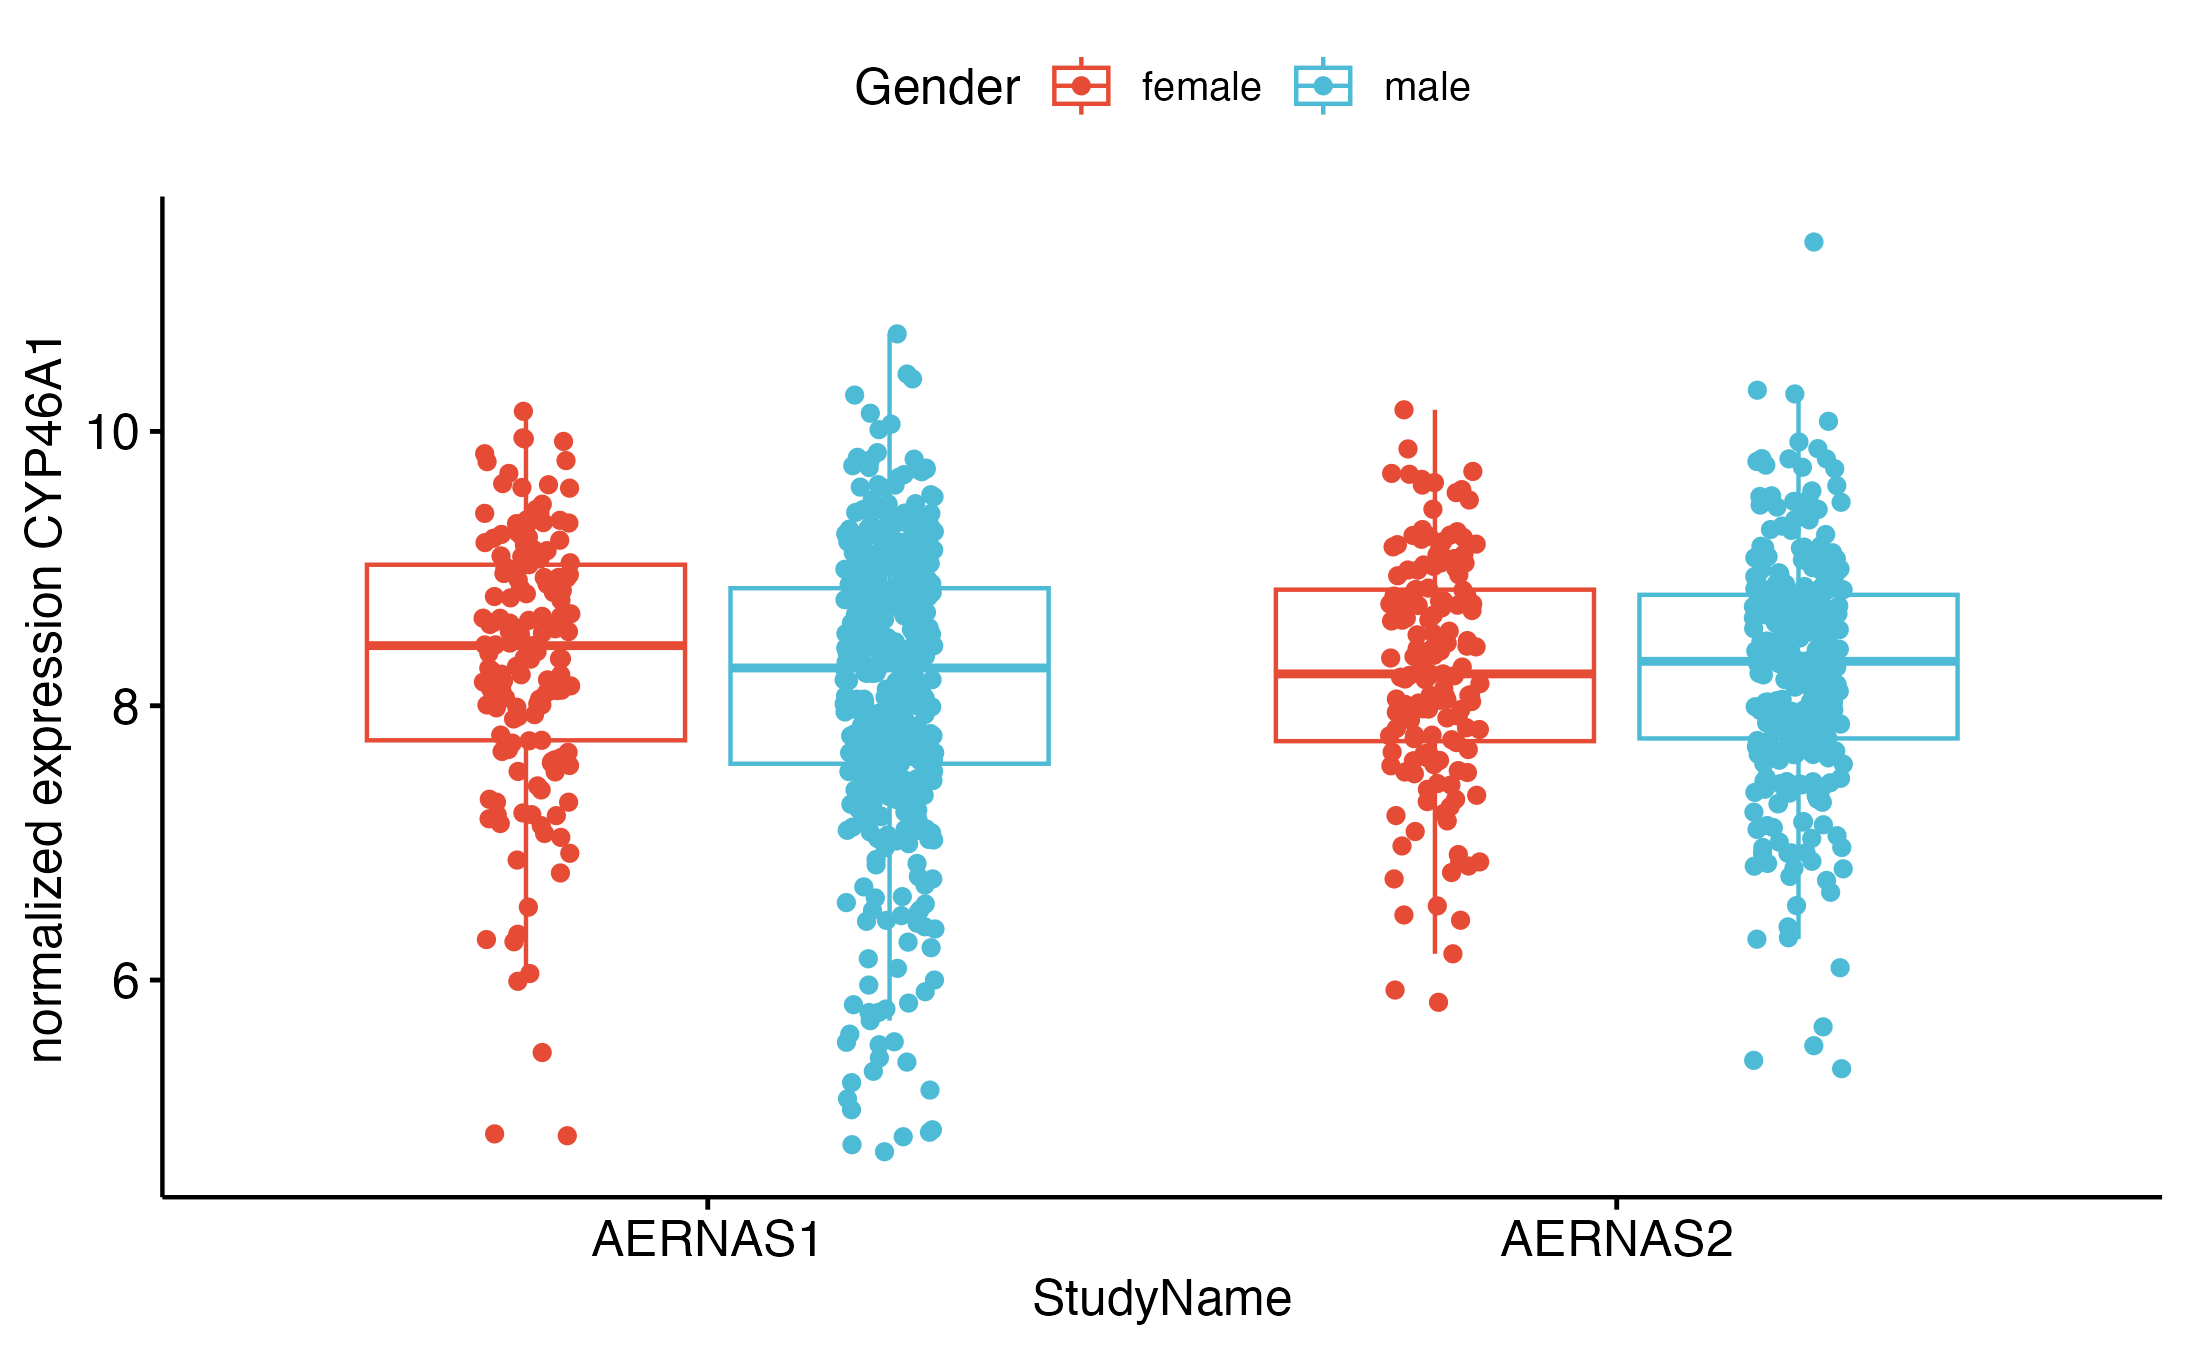 Gender female male
normalized expression CYP46A1
10
8
6
AERNAS1 AERNAS2
StudyName